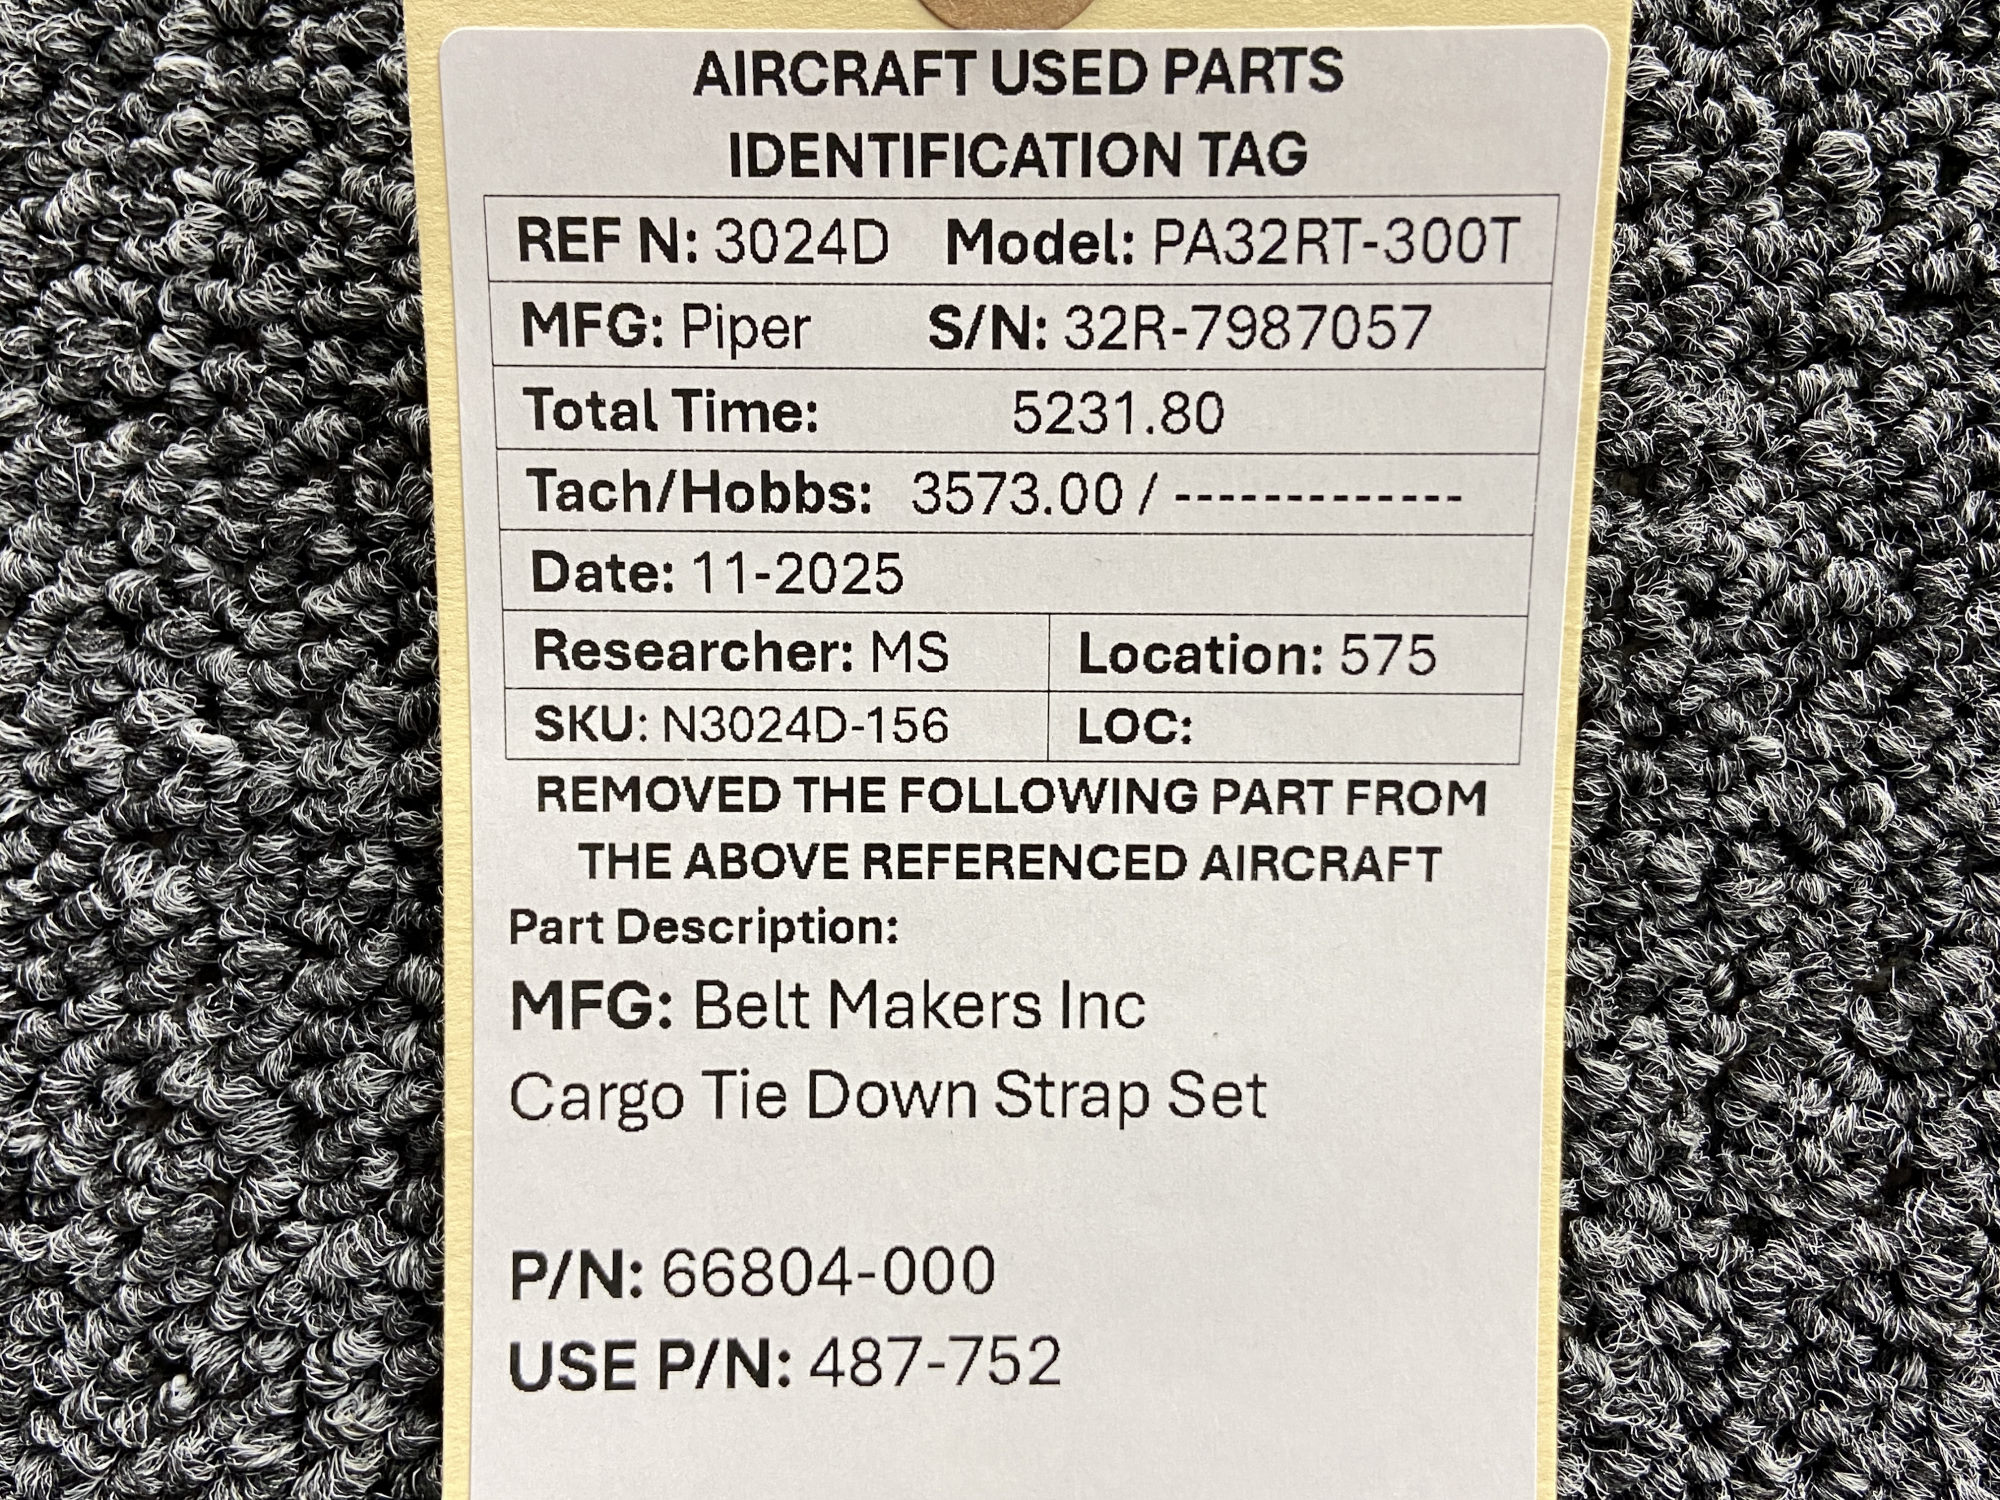 AIRCRAFT USED PARTS
IDENTIFICATION TAG
REF N: 3024D Model: PA32RT-300T
MFG: Piper S/N: 32R-7987057
Total Time: 5231.80
Tach/Hobbs: 3573.00 / -------------
Date: 11-2025
Researcher: MS Location: 575
SKU: N3024D-156 LOC:
REMOVED THE FOLLOWING PART FROM
THE ABOVE REFERENCED AIRCRAFT
Part Description:
MFG: Belt Makers Inc
Cargo Tie Down Strap Set
P/N: 66804-000
USE P/N: 487-752